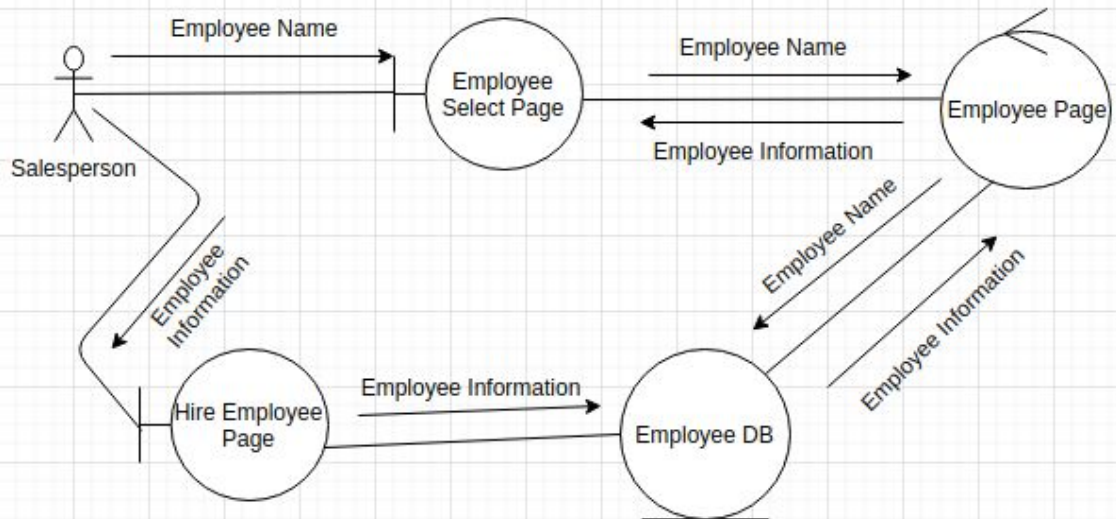 Employee Name
Employee
Select Page
Employee Name
Employee Page
Employee Information
Salesperson
Employee Name
Employee
Information
Employee Information
Employee Information
Hire Employee
Page
Employee DB